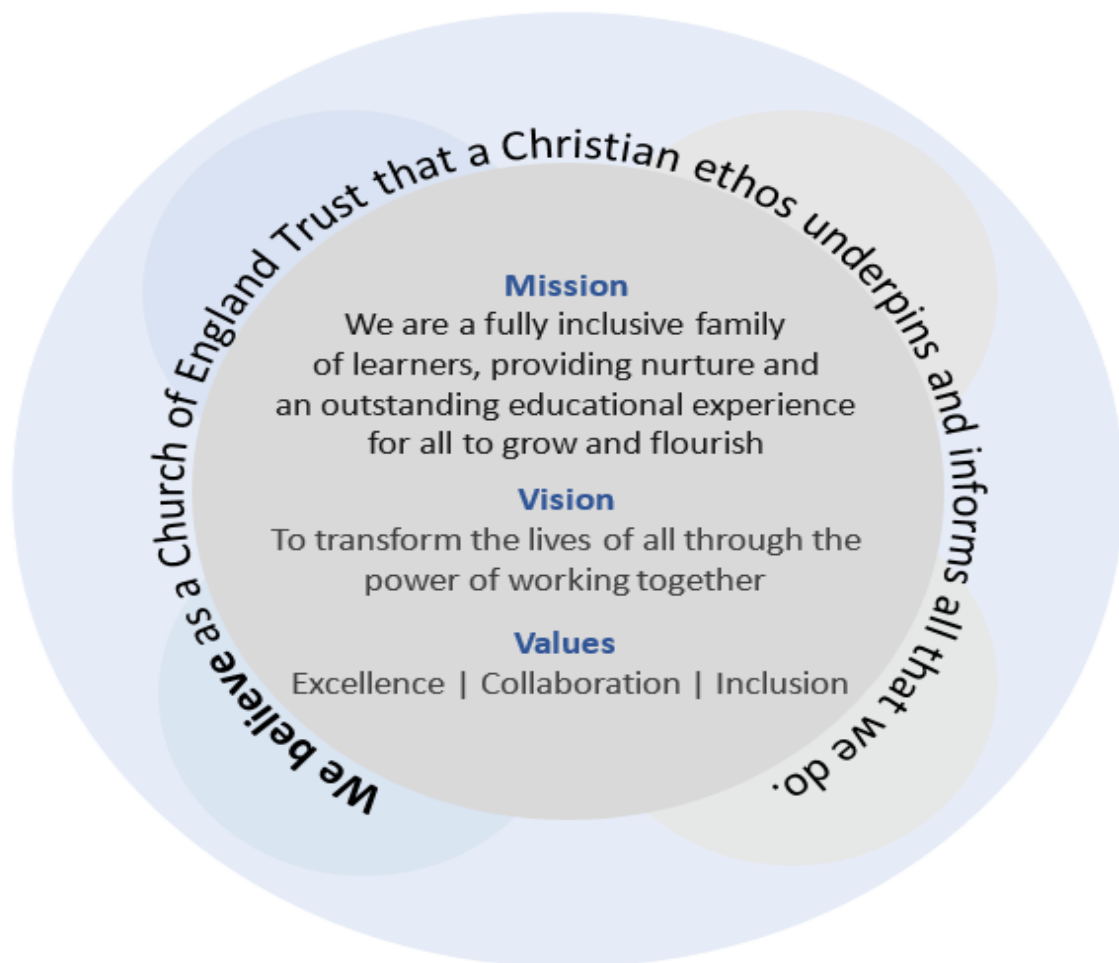 We believe as a Church of England Trust that a Christian ethos underpins and informs all that we do.
Mission
We are a fully inclusive family
of learners, providing nurture and
an outstanding educational experience
for all to grow and flourish
Vision
To transform the lives of all through the
power of working together
Values
Excellence | Collaboration | Inclusion